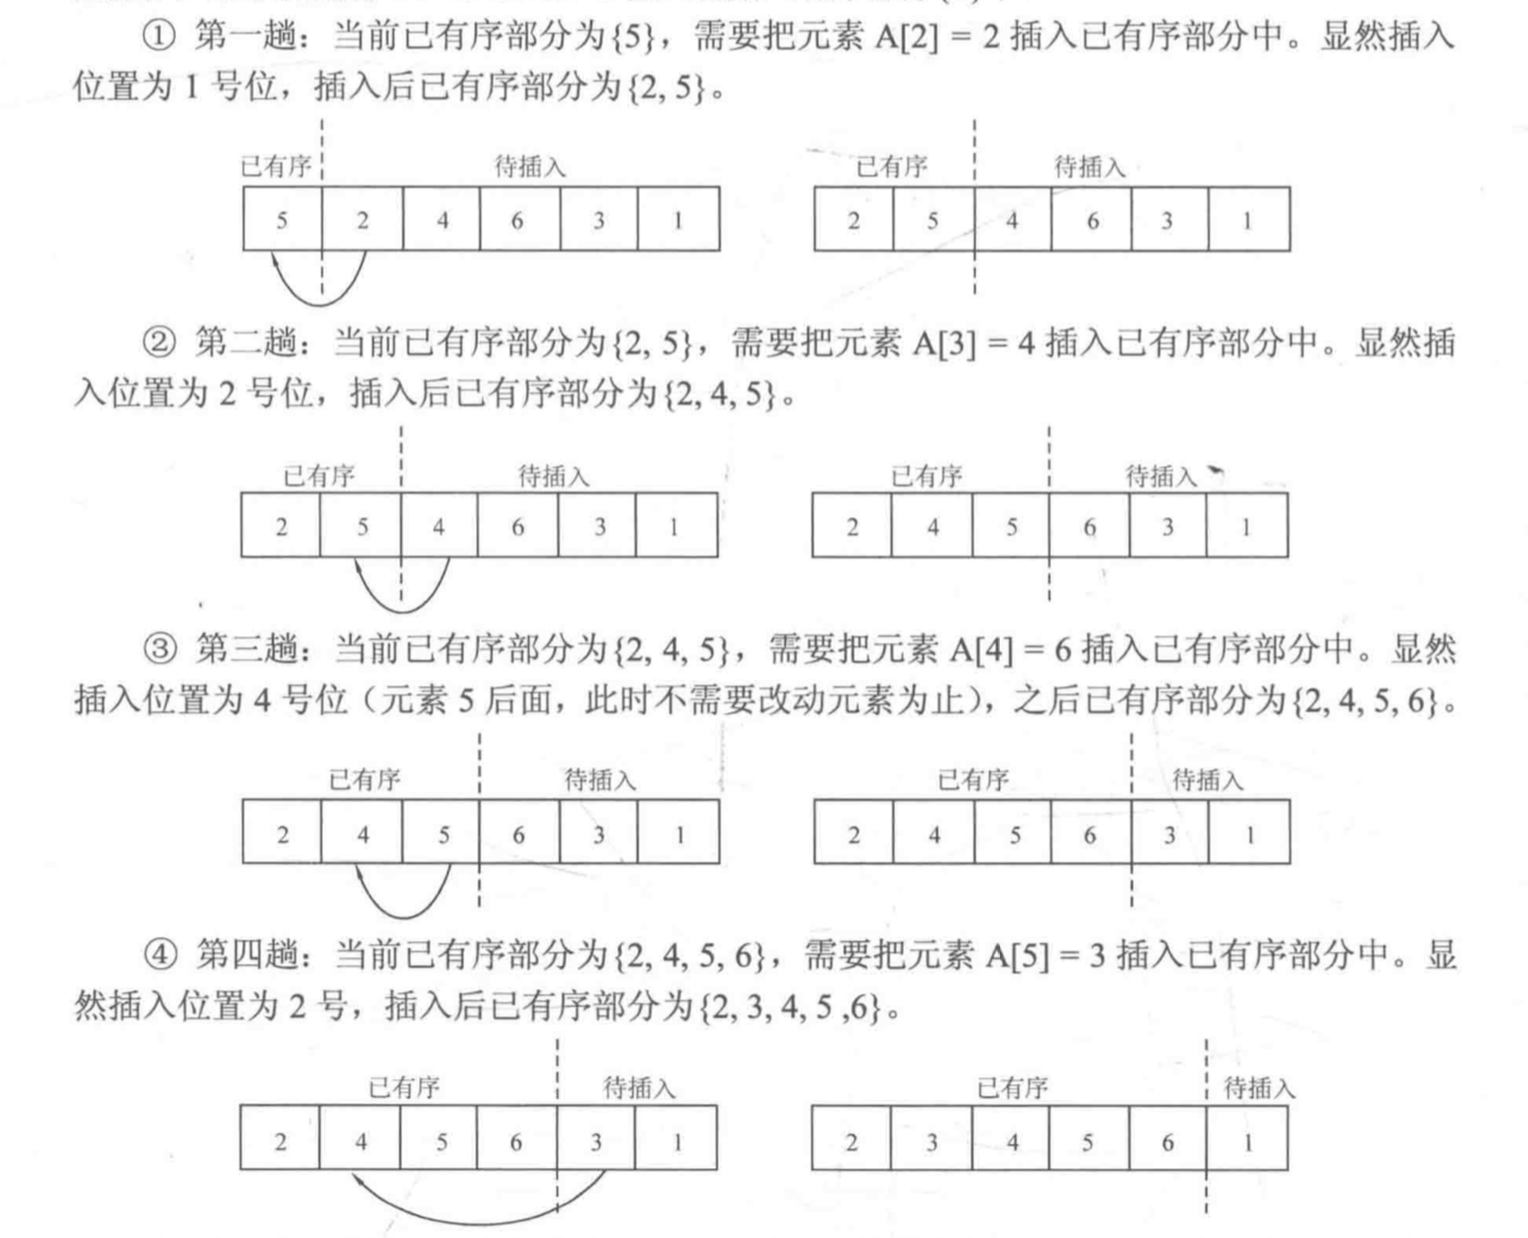 ① 第一趟：当前已有序部分为{5}，需要把元素 A[2] = 2 插入已有序部分中。显然插入
位置为 1 号位，插入后已有序部分为{2, 5}。
已有序 待插入 已有序 待插入
5 2 4 6 3 1 2 5 4 6 3 1
② 第二趟：当前已有序部分为{2, 5}，需要把元素 A[3] = 4 插入已有序部分中。显然插
入位置为 2 号位，插入后已有序部分为{2, 4, 5}。
已有序 待插入 已有序 待插入
2 5 4 6 3 1 2 4 5 6 3 1
③ 第三趟：当前已有序部分为{2, 4, 5}，需要把元素 A[4] = 6 插入已有序部分中。显然
插入位置为 4 号位（元素 5 后面，此时不需要改动元素为止），之后已有序部分为{2, 4, 5, 6}。
已有序 待插入 已有序 待插入
2 4 5 6 3 1 2 4 5 6 3 1
④ 第四趟：当前已有序部分为{2, 4, 5, 6}，需要把元素 A[5] = 3 插入已有序部分中。显
然插入位置为 2 号，插入后已有序部分为{2, 3, 4, 5 ,6}。
已有序 待插入 已有序 待插入
2 4 5 6 3 1 2 3 4 5 6 1